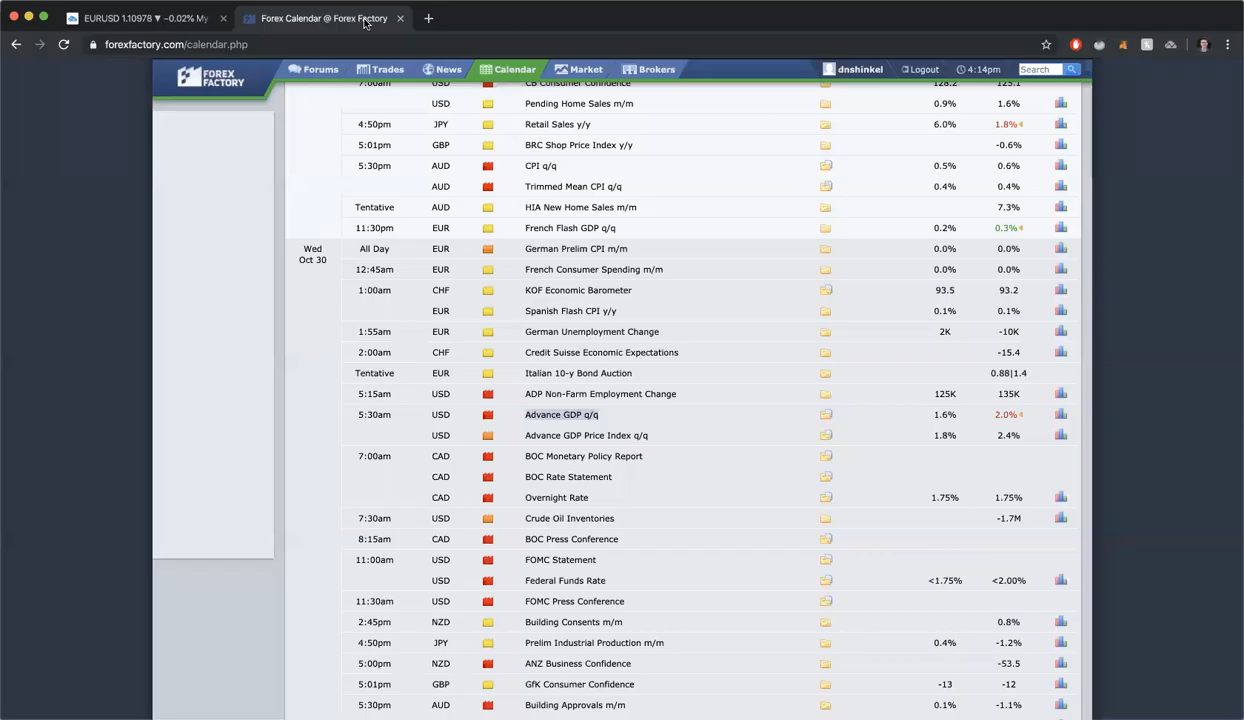 EURUSD 1.10978 ▼ −0.02% My
Forex Calendar @ Forex Factory
forexfactory.com/calendar.php
FOREX FACTORY Forums Trades News Calendar Market Brokers dnshinkel Logout 4:14pm Search
7:00am CB Consumer Confidence 128.2 125.1
USD Pending Home Sales m/m 0.9% 1.6%
4:50pm JPY Retail Sales y/y 6.0% 1.8%
5:01pm GBP BRC Shop Price Index y/y -0.6%
5:30pm AUD CPI q/q 0.5% 0.6%
AUD Trimmed Mean CPI q/q 0.4% 0.4%
Tentative AUD HIA New Home Sales m/m 7.3%
11:30pm EUR French Flash GDP q/q 0.2% 0.3%
Wed Oct 30 All Day EUR German Prelim CPI m/m 0.0% 0.0%
12:45am EUR French Consumer Spending m/m 0.0% 0.0%
1:00am CHF KOF Economic Barometer 93.5 93.2
EUR Spanish Flash CPI y/y 0.1% 0.1%
1:55am EUR German Unemployment Change 2K -10K
2:00am CHF Credit Suisse Economic Expectations -15.4
Tentative EUR Italian 10-y Bond Auction 0.88|1.4
5:15am USD ADP Non-Farm Employment Change 125K 135K
5:30am USD Advance GDP q/q 1.6% 2.0%
USD Advance GDP Price Index q/q 1.8% 2.4%
7:00am CAD BOC Monetary Policy Report
CAD BOC Rate Statement
CAD Overnight Rate 1.75% 1.75%
7:30am USD Crude Oil Inventories -1.7M
8:15am CAD BOC Press Conference
11:00am USD FOMC Statement
USD Federal Funds Rate <1.75% <2.00%
11:30am USD FOMC Press Conference
2:45pm NZD Building Consents m/m 0.8%
4:50pm JPY Prelim Industrial Production m/m 0.4% -1.2%
5:00pm NZD ANZ Business Confidence -53.5
5:01pm GBP GfK Consumer Confidence -13 -12
5:30pm AUD Building Approvals m/m 0.1% -1.1%